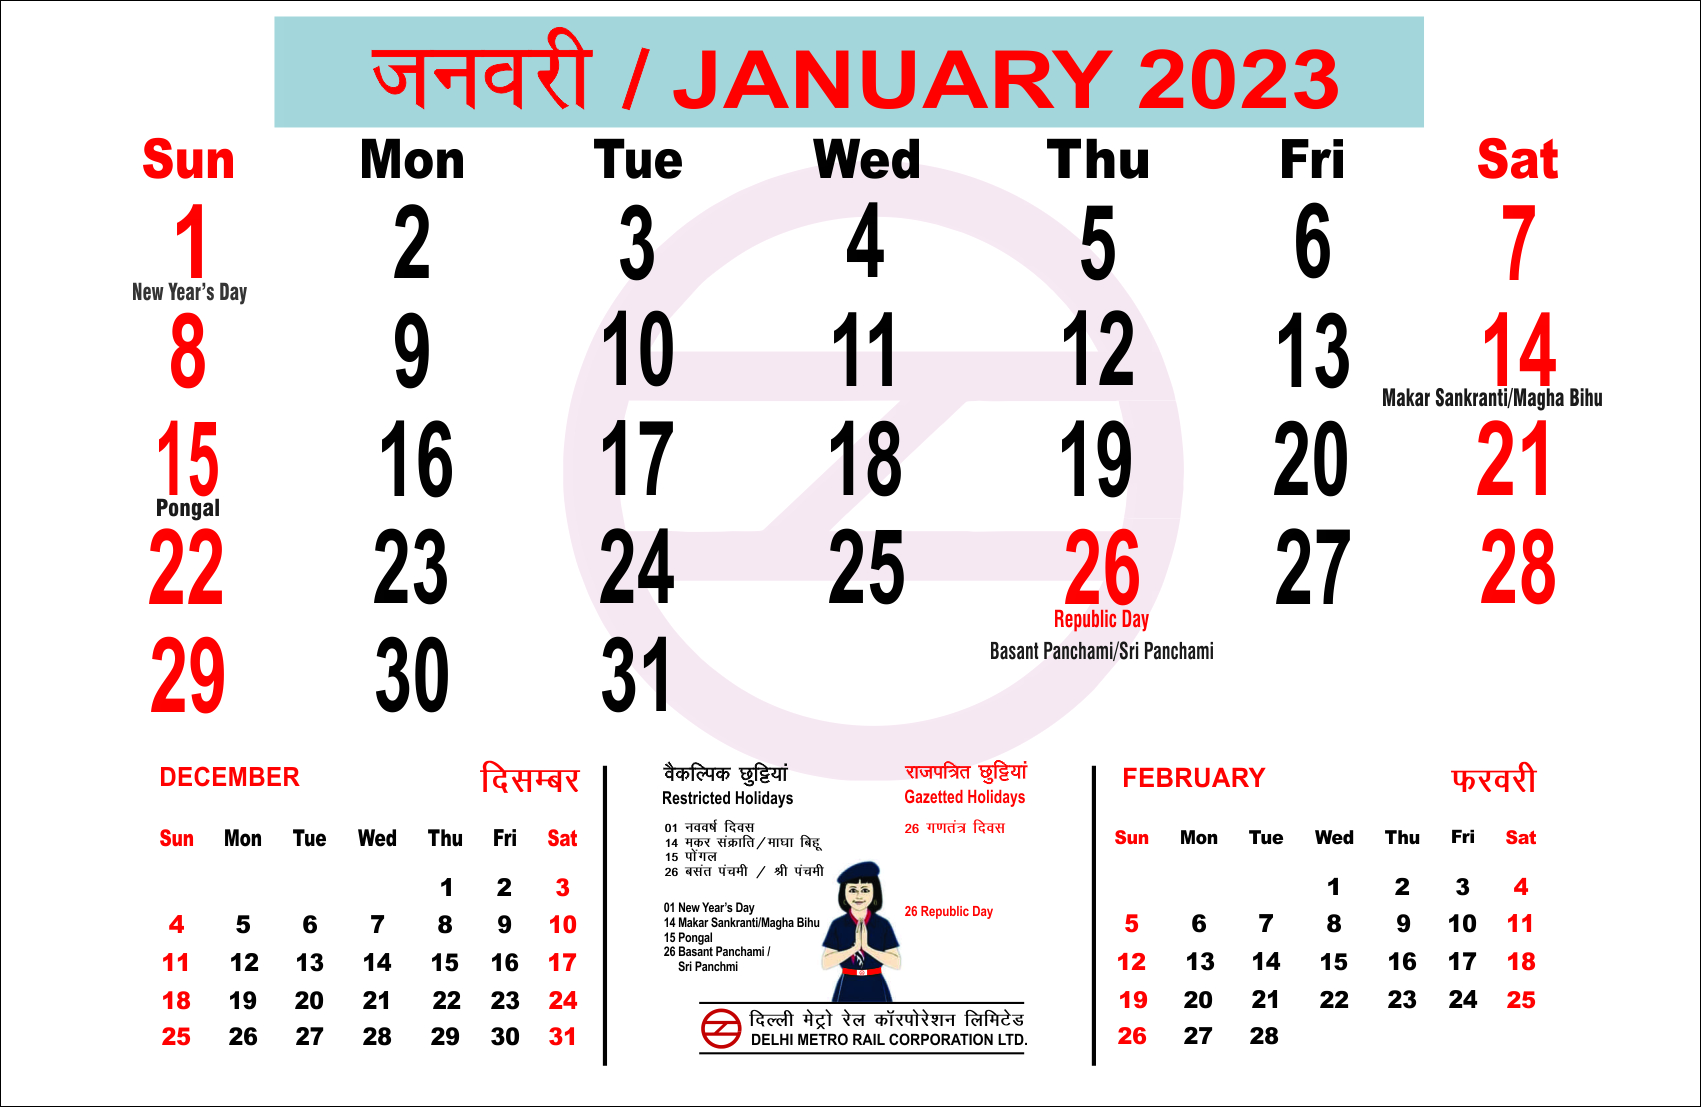 जनवरी / JANUARY 2023
Sun Mon Tue Wed Thu Fri Sat
1 2 3 4 5 6 7
New Year's Day
8 9 10 11 12 13 14
Makar Sankranti/Magha Bihu
15 16 17 18 19 20 21
Pongal
22 23 24 25 26 27 28
Republic Day
Basant Panchami/Sri Panchami
29 30 31
DECEMBER दिसम्बर
Sun Mon Tue Wed Thu Fri Sat
1 2 3
4 5 6 7 8 9 10
11 12 13 14 15 16 17
18 19 20 21 22 23 24
25 26 27 28 29 30 31
वैकल्पिक छुट्टियां
Restricted Holidays
01 नववर्ष दिवस
14 मकर संक्राति/माघा बिहू
15 पोंगल
26 बसंत पंचमी / श्री पंचमी
01 New Year's Day
14 Makar Sankranti/Magha Bihu
15 Pongal
26 Basant Panchami /
Sri Panchmi
राजपत्रित छुट्टियां
Gazetted Holidays
26 गणतंत्र दिवस
26 Republic Day
दिल्ली मेट्रो रेल कॉरपोरेशन लिमिटेड
DELHI METRO RAIL CORPORATION LTD.
FEBRUARY फरवरी
Sun Mon Tue Wed Thu Fri Sat
1 2 3 4
5 6 7 8 9 10 11
12 13 14 15 16 17 18
19 20 21 22 23 24 25
26 27 28